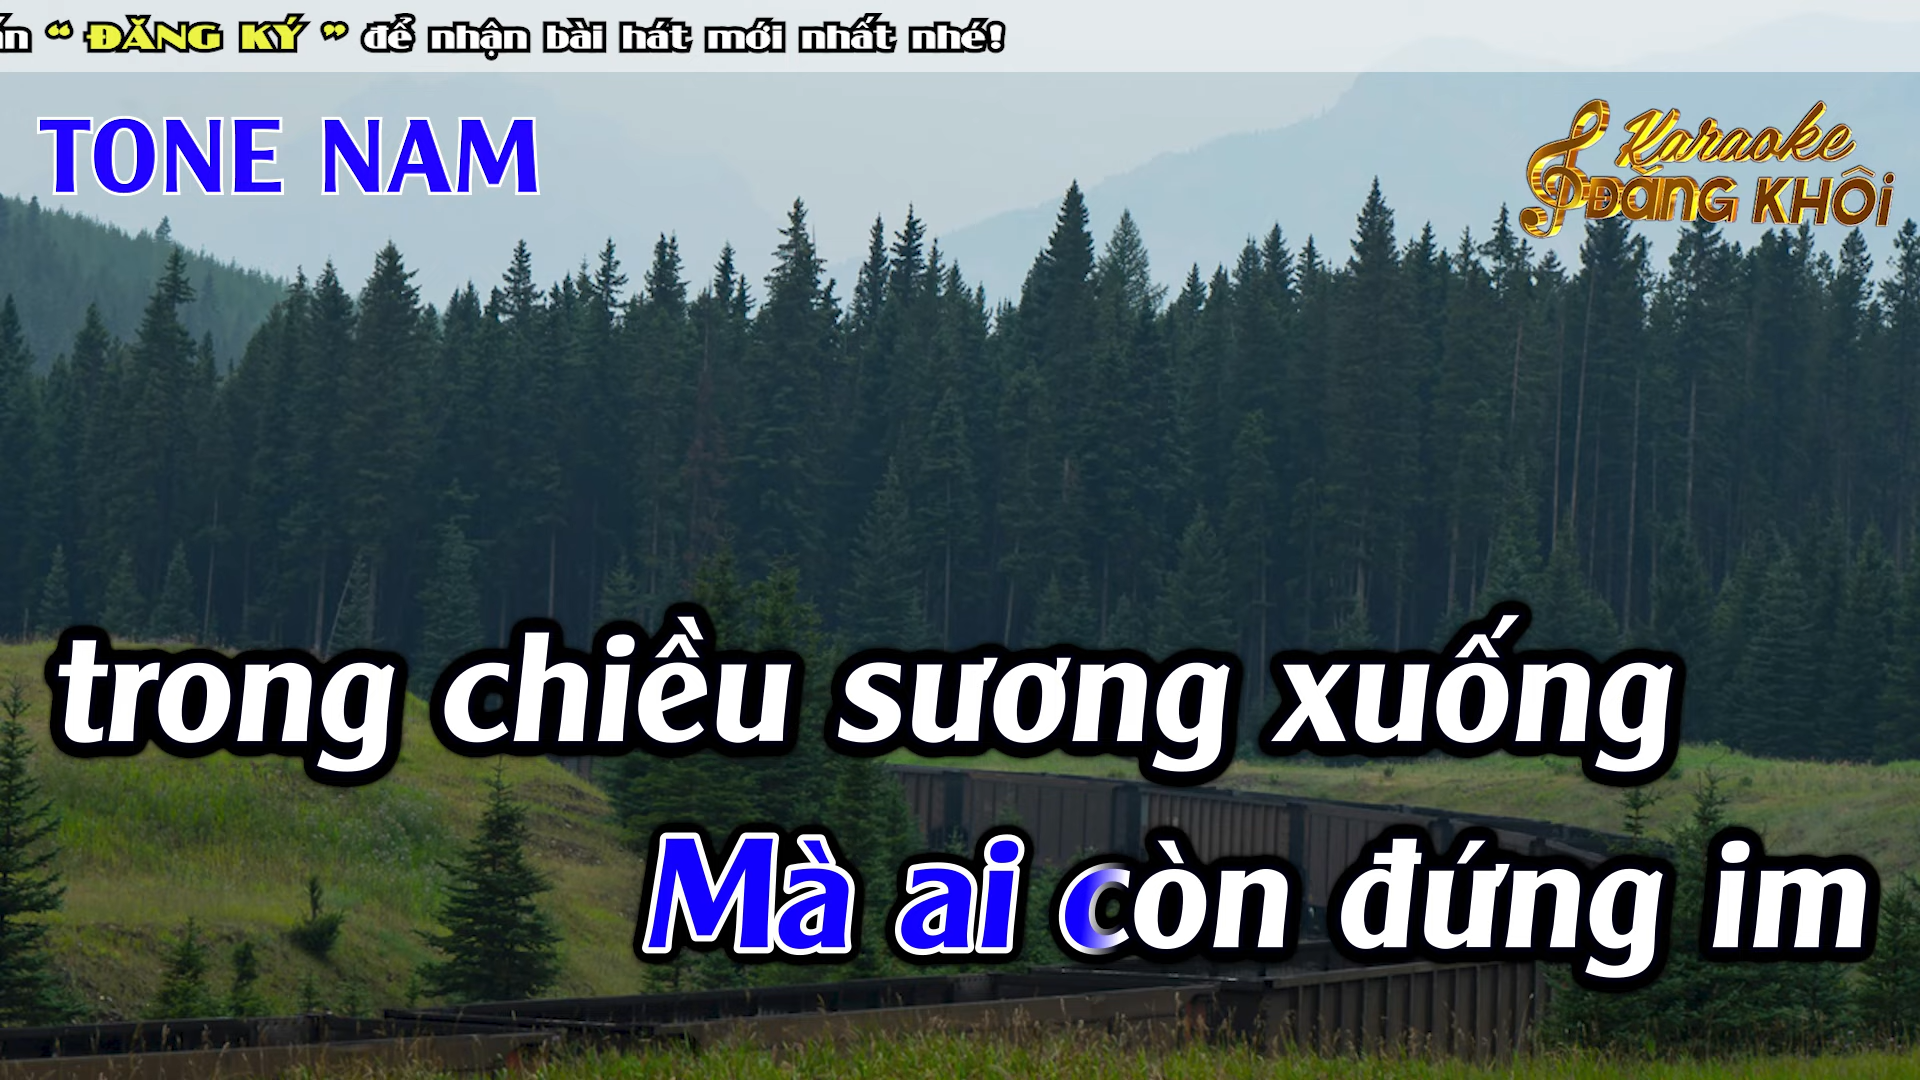 “ ĐĂNG KÝ ” để nhận bài hát mới nhất nhé!
TONE NAM
Karaoke
ĐĂNG KHÔI
trong chiều sương xuống
Mà ai còn đứng im